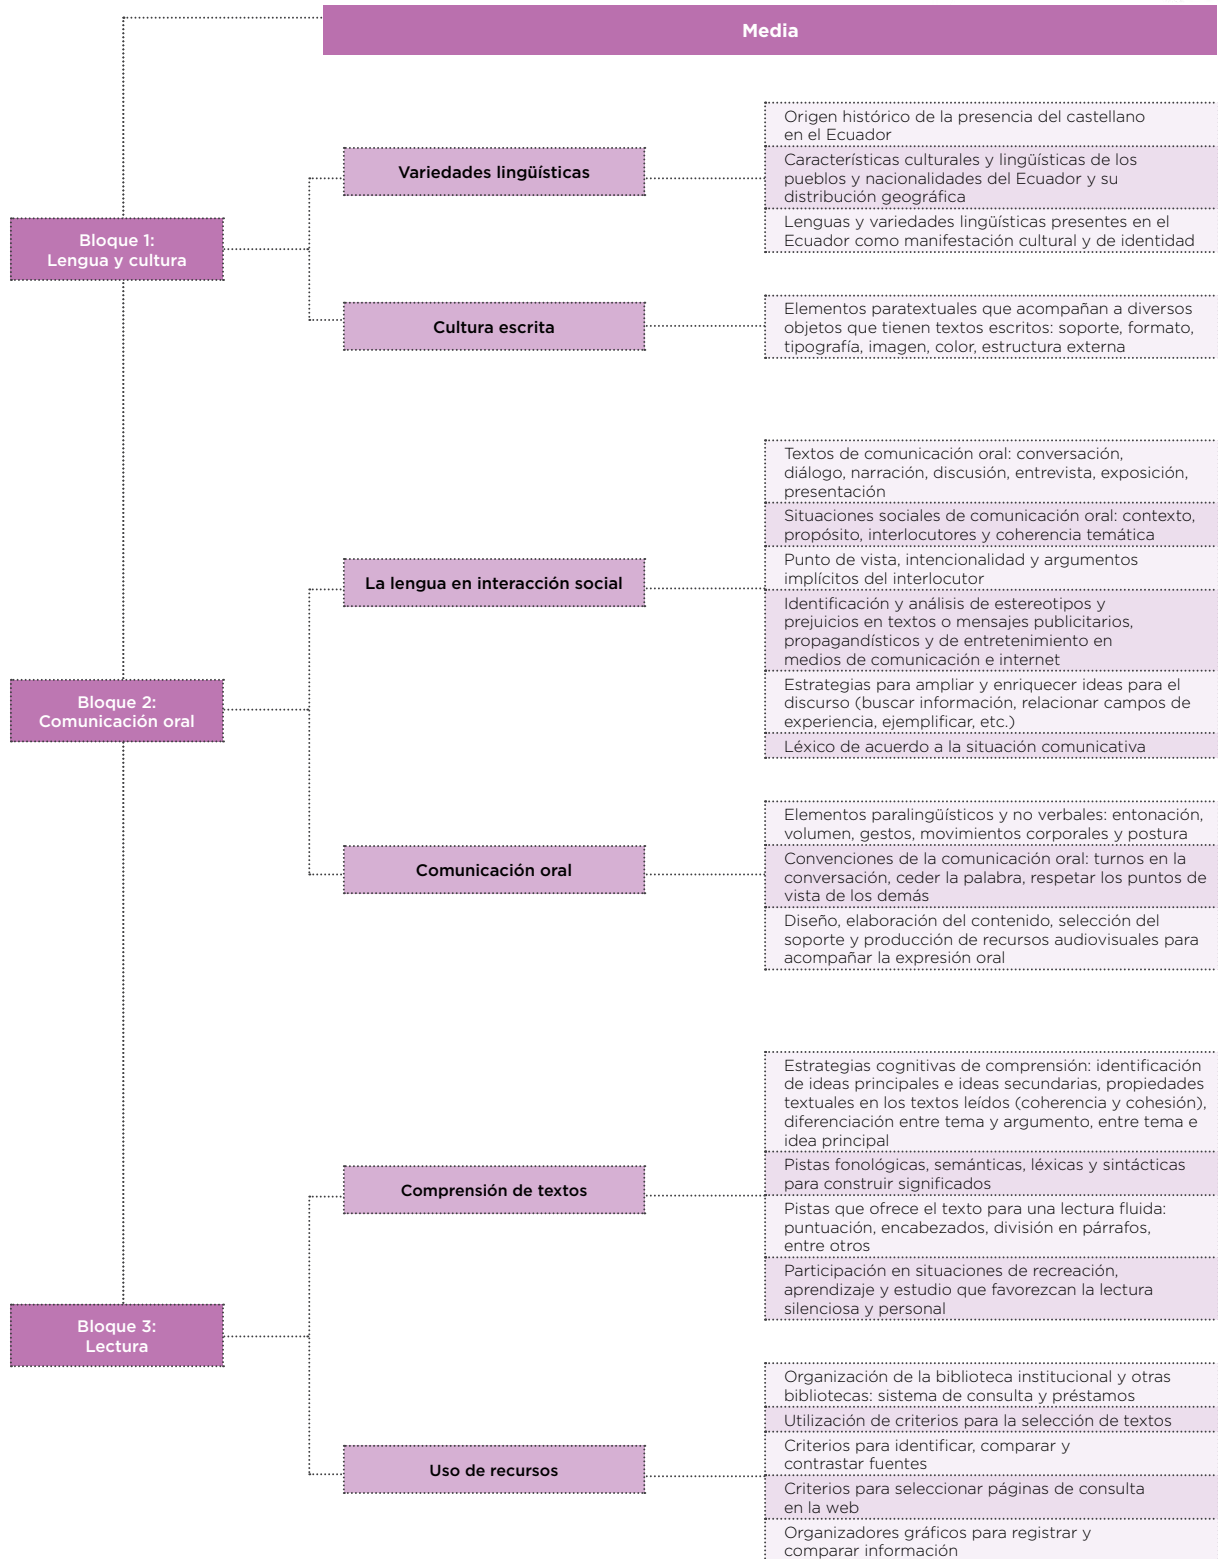 Media
Bloque 1:
Lengua y cultura
Variedades lingüísticas
Origen histórico de la presencia del castellano
en el Ecuador
Características culturales y lingüísticas de los
pueblos y nacionalidades del Ecuador y su
distribución geográfica
Lenguas y variedades lingüísticas presentes en el
Ecuador como manifestación cultural y de identidad
Cultura escrita
Elementos paratextuales que acompañan a diversos
objetos que tienen textos escritos: soporte, formato,
tipografía, imagen, color, estructura externa
Bloque 2:
Comunicación oral
La lengua en interacción social
Textos de comunicación oral: conversación,
diálogo, narración, discusión, entrevista, exposición,
presentación
Situaciones sociales de comunicación oral: contexto,
propósito, interlocutores y coherencia temática
Punto de vista, intencionalidad y argumentos
implícitos del interlocutor
Identificación y análisis de estereotipos y
prejuicios en textos o mensajes publicitarios,
propagandísticos y de entretenimiento en
medios de comunicación e internet
Estrategias para ampliar y enriquecer ideas para el
discurso (buscar información, relacionar campos de
experiencia, ejemplificar, etc.)
Léxico de acuerdo a la situación comunicativa
Comunicación oral
Elementos paralingüísticos y no verbales: entonación,
volumen, gestos, movimientos corporales y postura
Convenciones de la comunicación oral: turnos en la
conversación, ceder la palabra, respetar los puntos de
vista de los demás
Diseño, elaboración del contenido, selección del
soporte y producción de recursos audiovisuales para
acompañar la expresión oral
Bloque 3:
Lectura
Comprensión de textos
Estrategias cognitivas de comprensión: identificación
de ideas principales e ideas secundarias, propiedades
textuales en los textos leídos (coherencia y cohesión),
diferenciación entre tema y argumento, entre tema e
idea principal
Pistas fonológicas, semánticas, léxicas y sintácticas
para construir significados
Pistas que ofrece el texto para una lectura fluida:
puntuación, encabezados, división en párrafos,
entre otros
Participación en situaciones de recreación,
aprendizaje y estudio que favorezcan la lectura
silenciosa y personal
Uso de recursos
Organización de la biblioteca institucional y otras
bibliotecas: sistema de consulta y préstamos
Utilización de criterios para la selección de textos
Criterios para identificar, comparar y
contrastar fuentes
Criterios para seleccionar páginas de consulta
en la web
Organizadores gráficos para registrar y
comparar información